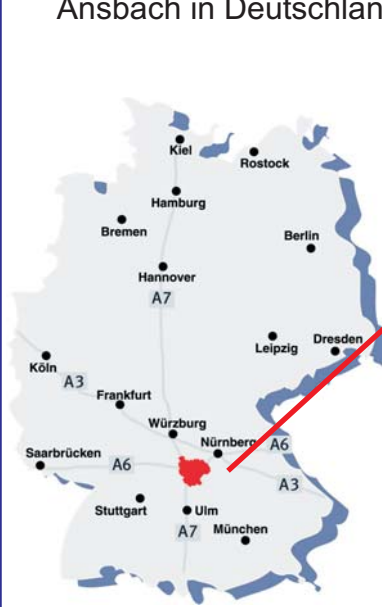 Ansbach in Deutschlan
Kiel
Rostock
Hamburg
Bremen
Berlin
Hannover
A7
Leipzig
Dresden
Köln
A3
Frankfurt
Würzburg
Nürnberg
A6
Saarbrücken
A6
A3
Stuttgart
Ulm
A7
München